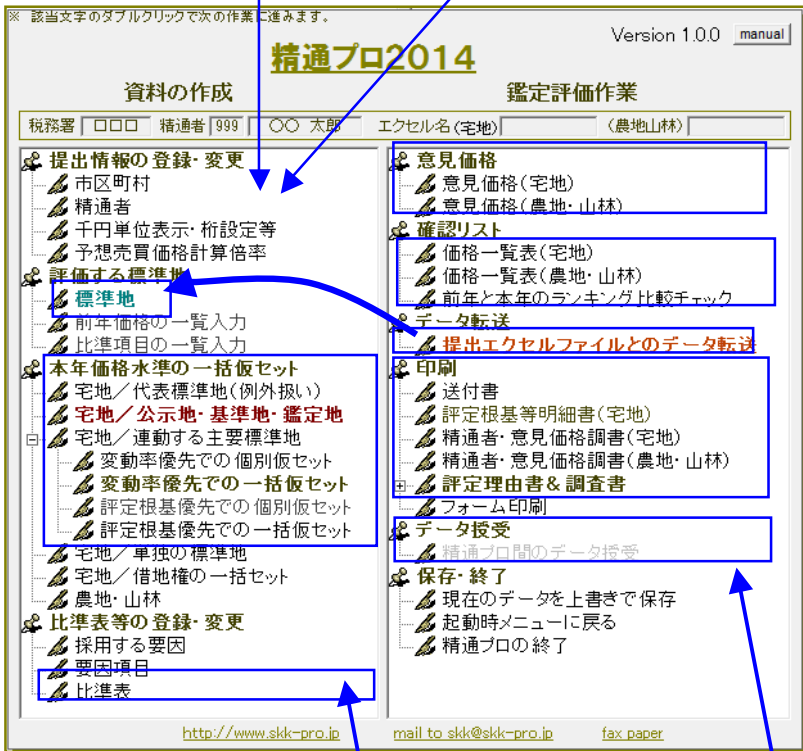 ※ 該当文字のダブルクリックで次の作業に進みます。
Version 1.0.0 manual
精通プロ2014
資料の作成
鑑定評価作業
税務署 □□□ 精通者 999 〇〇 太郎 エクセル名(宅地) (農地山林)
提出情報の登録・変更
市区町村
精通者
千円単位表示・桁設定等
予想売買価格計算倍率
評価する標準地
標準地
前年価格の一覧入力
比準項目の一覧入力
本年価格水準の一括仮セット
宅地/代表標準地(例外扱い)
宅地/公示地・基準地・鑑定地
宅地/連動する主要標準地
変動率優先での個別仮セット
変動率優先での一括仮セット
評定根基優先での個別仮セット
評定根基優先での一括仮セット
宅地/単独の標準地
宅地/借地権の一括セット
農地・山林
比準表等の登録・変更
採用する要因
要因項目
比準表
意見価格
意見価格(宅地)
意見価格(農地・山林)
確認リスト
価格一覧表(宅地)
価格一覧表(農地・山林)
前年と本年のランキング比較チェック
データ転送
提出エクセルファイルとのデータ転送
印刷
送付書
評定根基等明細書(宅地)
精通者・意見価格調書(宅地)
精通者・意見価格調書(農地・山林)
評定理由書&調査書
フォーム印刷
データ授受
精通プロ間のデータ授受
保存・終了
現在のデータを上書きで保存
起動時メニューに戻る
精通プロの終了
http://www.skk-pro.jp mail to skk@skk-pro.jp fax paper